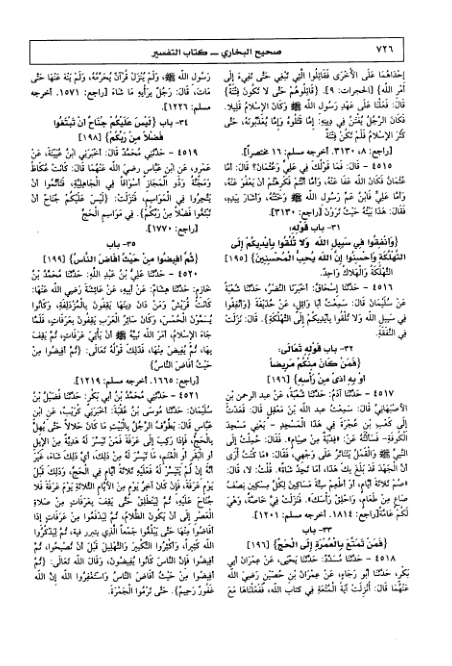 ٧٢٦
صحيح البخاري ــ كتاب التفسير
إحداهما على الأخرى فقاتلوا التي تبغي حتى تفيء إلى
أمر الله} [الحجرات: ٩]. {قاتلوهم حتى لا تكون فتنة}
قال: فعلنا على عهد رسول الله ﷺ وكان الإسلام قليلا،
فكان الرجل يفتن في دينه: إما قتلوه وإما يعذبونه، حتى
كثر الإسلام فلم تكن فتنة
[راجع: ٨، ٣١٣٠. أخرجه مسلم: ١٦ مختصراً].
٤٥١٥ - قال: فما قولك في علي وعثمان؟ قال: أما
عثمان فكان الله عفا عنه، وأما أنتم فكرهتم أن يعفو عنه،
وأما علي فابن عم رسول الله ﷺ وختنه، وأشار بيده،
فقال: هذا بيته حيث ترون [راجع: ٣١٣٠].
٣١- باب قوله:
{وأنفقوا في سبيل الله ولا تلقوا بأيديكم إلى
التهلكة وأحسنوا إن الله يحب المحسنين} [١٩٥]
التهلكة والهلاك واحد.
٤٥١٦ - حدثنا إسحاق: أخبرنا النضر: حدثنا شعبة
عن سليمان قال: سمعت أبا وائل، عن حذيفة {وأنفقوا
في سبيل الله ولا تلقوا بأيديكم إلى التهلكة}. قال: نزلت
في النفقة.
٣٢- باب قوله تعالى:
{فمن كان منكم مريضا
أو به أذى من رأسه} [١٩٦]
٤٥١٧ - حدثنا آدم: حدثنا شعبة، عن عبد الرحمن بن
الأصبهاني قال: سمعت عبد الله بن معقل قال: قعدت
إلى كعب بن عجرة في هذا المسجد - يعني مسجد
الكوفة- فسألته عن: {فدية من صيام}. فقال: حملت إلى
النبي ﷺ والقمل يتناثر على وجهي، فقال: «ما كنت أرى
أن الجهد قد بلغ بك هذا، أما تجد شاة». قلت: لا، قال:
«صم ثلاثة أيام، أو أطعم ستة مساكين لكل مسكين نصف
صاع من طعام، واحلق رأسك». فنزلت في خاصة، وهي
لكم عامة [راجع: ١٨١٤. أخرجه مسلم: ١٢٠١].
٣٣- باب
{فمن تمتع بالعمرة إلى الحج} [١٩٦]
٤٥١٨ - حدثنا مسدد: حدثنا يحيى، عن عمران أبي
بكر، حدثنا أبو رجاء، عن عمران بن حصين رضي الله
عنهما قال: أنزلت آية المتعة في كتاب الله، ففعلناها مع
رسول الله ﷺ، ولم ينزل قرآن يحرمه، ولم ينه عنها حتى
مات، قال: رجل برأيه ما شاء [راجع: ١٥٧١. أخرجه
مسلم: ١٢٢٦].
٣٤- باب {ليس عليكم جناح أن تبتغوا
فضلا من ربكم} [١٩٨]
٤٥١٩ - حدثني محمد قال: أخبرني ابن عيينة، عن
عمرو، عن ابن عباس رضي الله عنهما قال: كانت عكاظ
ومجنة وذو المجاز أسواقا في الجاهلية، فتأثموا أن
يتجروا في المواسم، فنزلت: {ليس عليكم جناح أن
تبتغوا فضلا من ربكم}. في مواسم الحج
[راجع: ١٧٧٠].
٣٥- باب
{ثم أفيضوا من حيث أفاض الناس} [١٩٩]
٤٥٢٠ - حدثنا علي بن عبد الله: حدثنا محمد بن
خازم: حدثنا هشام، عن أبيه، عن عائشة رضي الله عنها:
كانت قريش ومن دان دينها يقفون بالمزدلفة، وكانوا
يسمون الحمس، وكان سائر العرب يقفون بعرفات، فلما
جاء الإسلام، أمر الله نبيه ﷺ أن يأتي عرفات، ثم يقف
بها، ثم يفيض منها، فذلك قوله تعالى: {ثم أفيضوا من
حيث أفاض الناس}
[راجع: ١٦٦٥. أخرجه مسلم: ١٢١٩].
٤٥٢١ - حدثني محمد بن أبي بكر: حدثنا فضيل بن
سليمان: حدثنا موسى بن عقبة: أخبرني كريب، عن ابن
عباس قال: يطوف الرجل بالبيت ما كان حلالا حتى يهل
بالحج، فإذا ركب إلى عرفة فمن تيسر له هدية من الإبل
أو البقر أو الغنم، ما تيسر له من ذلك، أي ذلك شاء، غير
أنه إن لم يتيسر له فعليه ثلاثة أيام في الحج، وذلك قبل
يوم عرفة، فإن كان آخر يوم من الأيام الثلاثة يوم عرفة فلا
جناح عليه، ثم لينطلق حتى يقف بعرفات من صلاة
العصر إلى أن يكون الظلام، ثم ليدفعوا من عرفات إذا
أفاضوا منها حتى يبلغوا جمعا الذي يتبرر فيه، ثم ليذكروا
الله كثيرا، وأكثروا التكبير والتهليل قبل أن تصبحوا، ثم
أفيضوا فإن الناس كانوا يفيضون، وقال الله تعالى: {ثم
أفيضوا من حيث أفاض الناس واستغفروا الله إن الله
غفور رحيم}. حتى ترموا الجمرة.